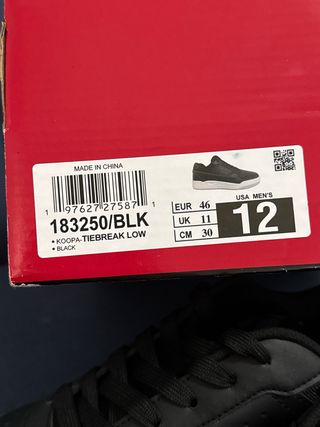 MADE IN CHINA
1 97627 27587 1
183250/BLK
• KOOPA-TIEBREAK LOW
• BLACK
EUR 46
UK 11
CM 30
USA MEN'S
12